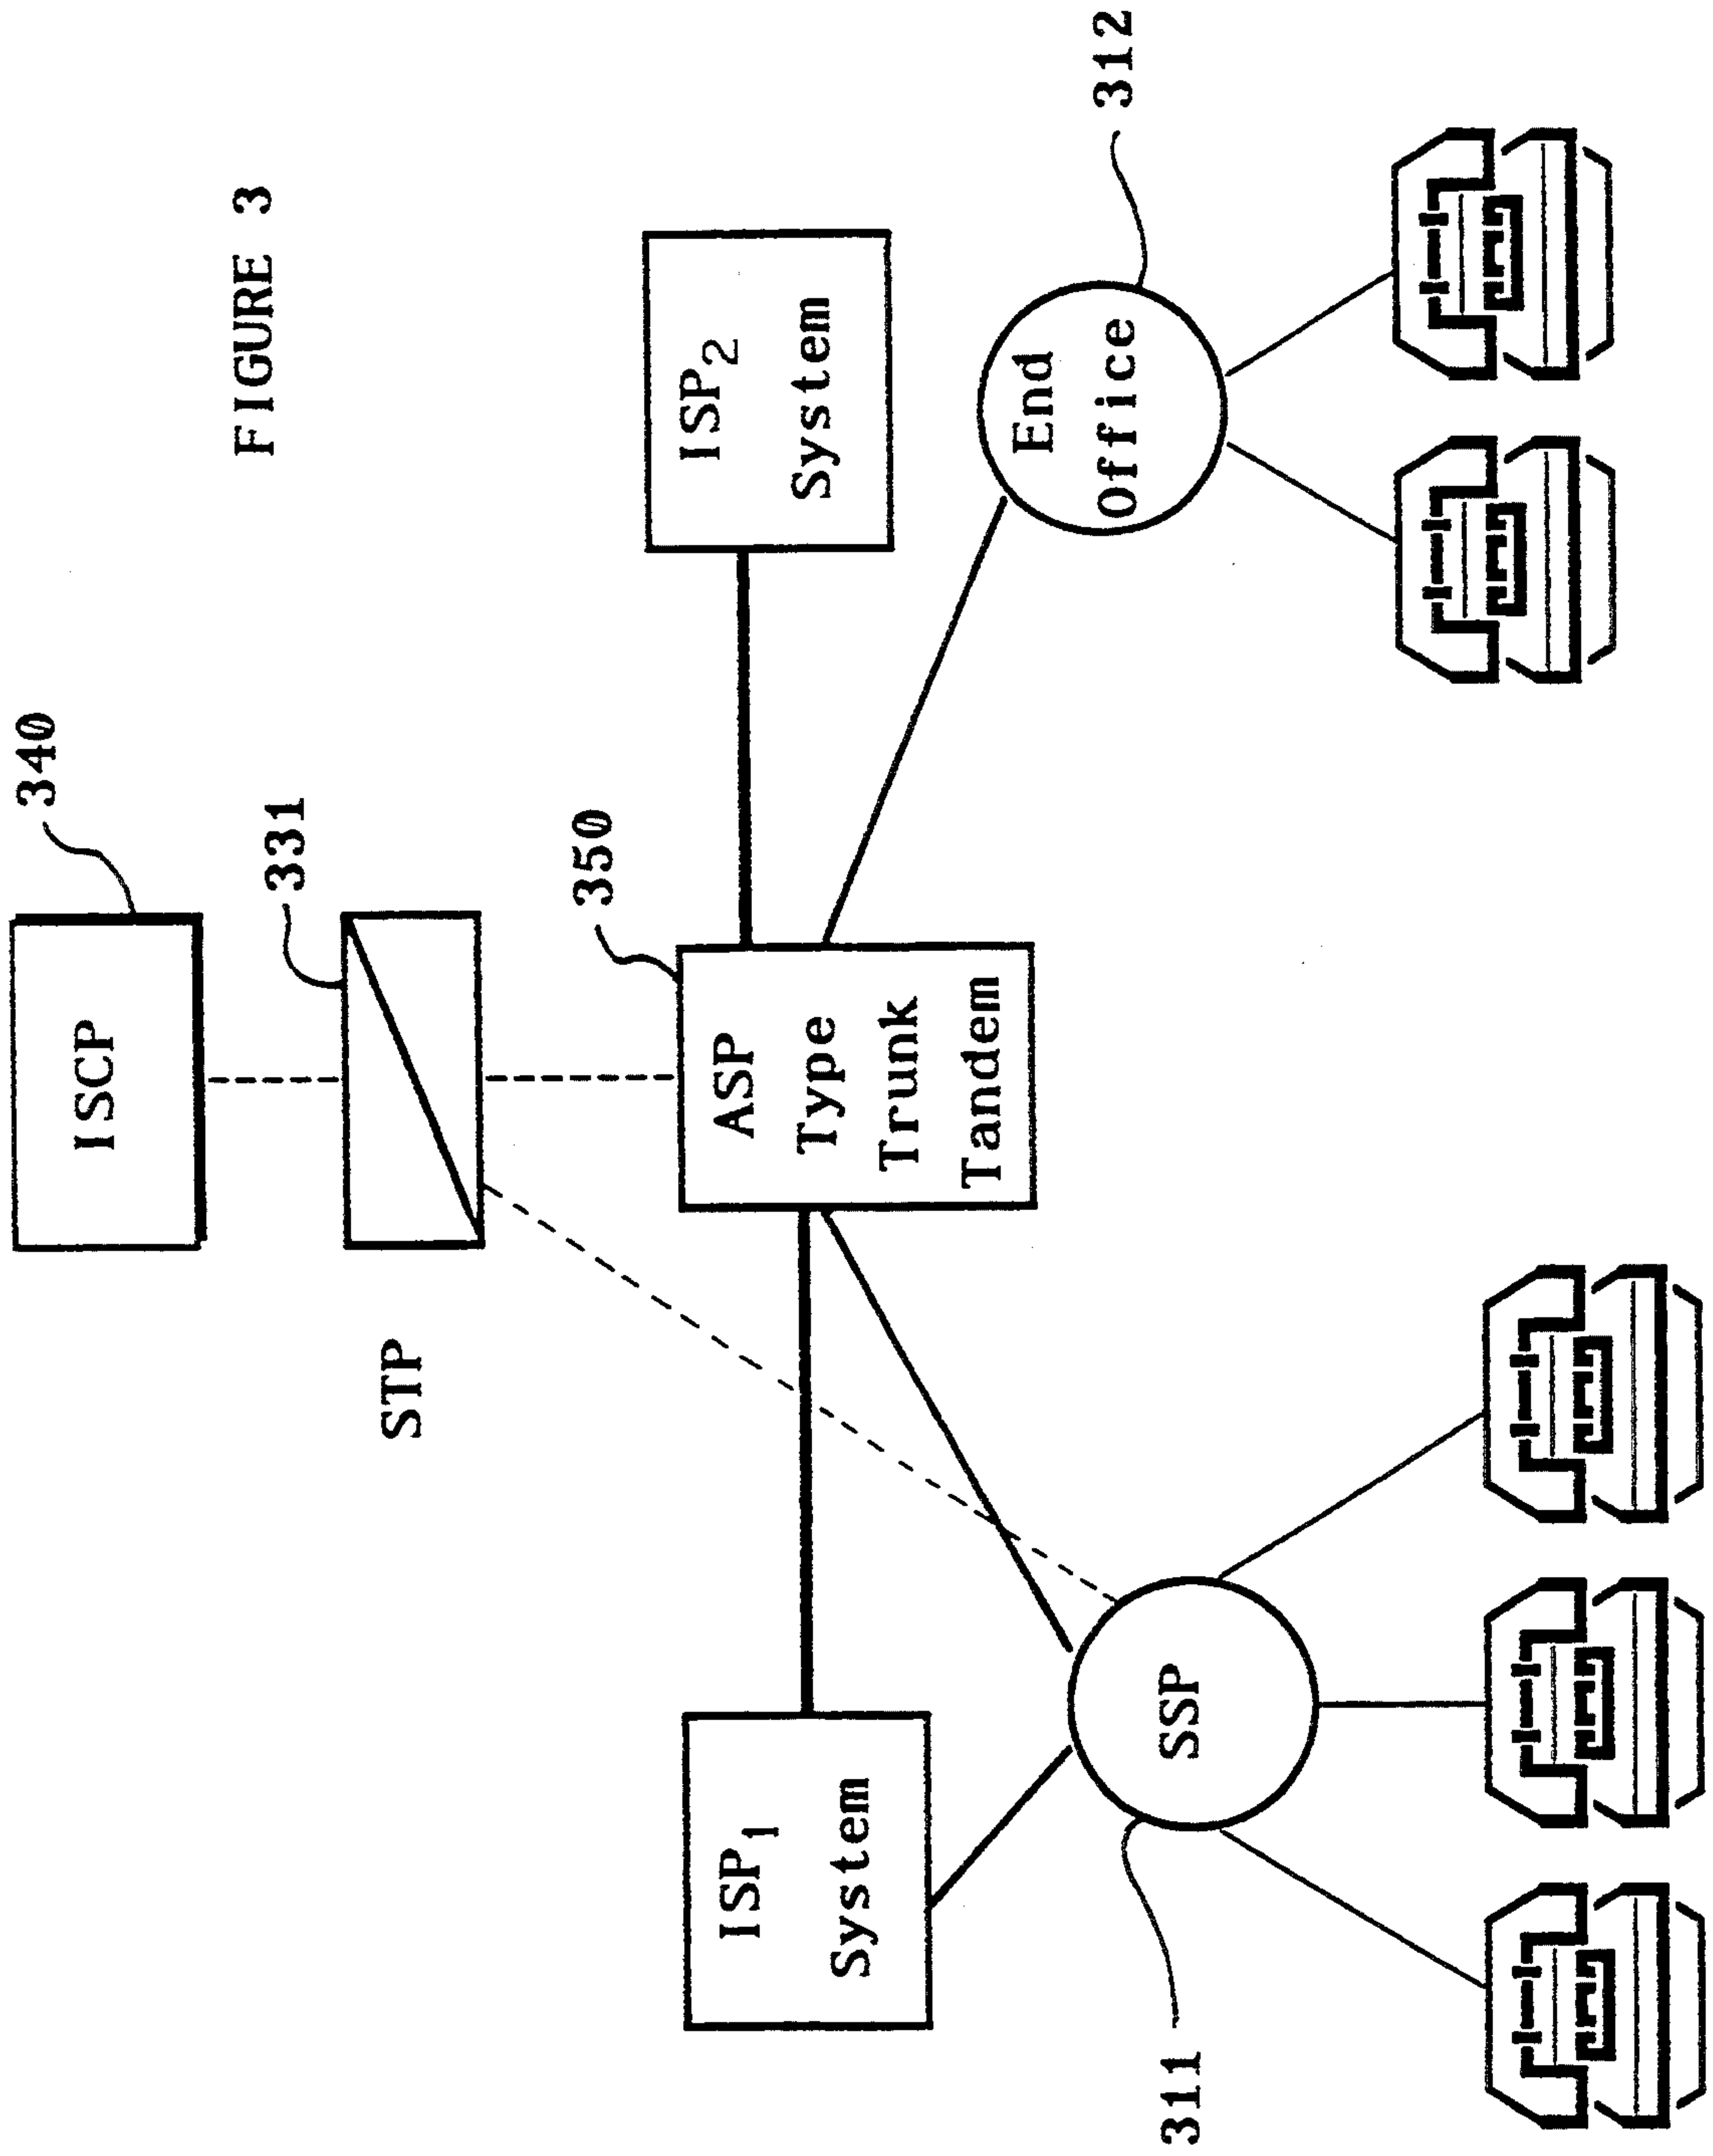 FIGURE 3
ISCP
340
331
STP
350
ASP
Type
Trunk
Tandem
ISP1
System
ISP2
System
SSP
311
End
Office
312